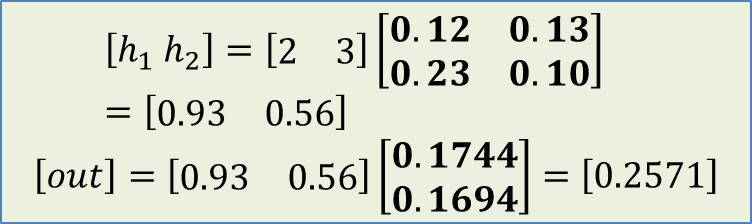 [h₁ h₂] = [2 3] [0.12 0.13
0.23 0.10]
= [0.93 0.56]
[out] = [0.93 0.56] [0.1744
0.1694] = [0.2571]